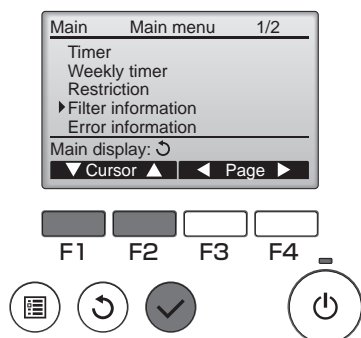 Main Main menu 1/2
Timer
Weekly timer
Restriction
Filter information
Error information
Main display:
Cursor Page
F1 F2 F3 F4